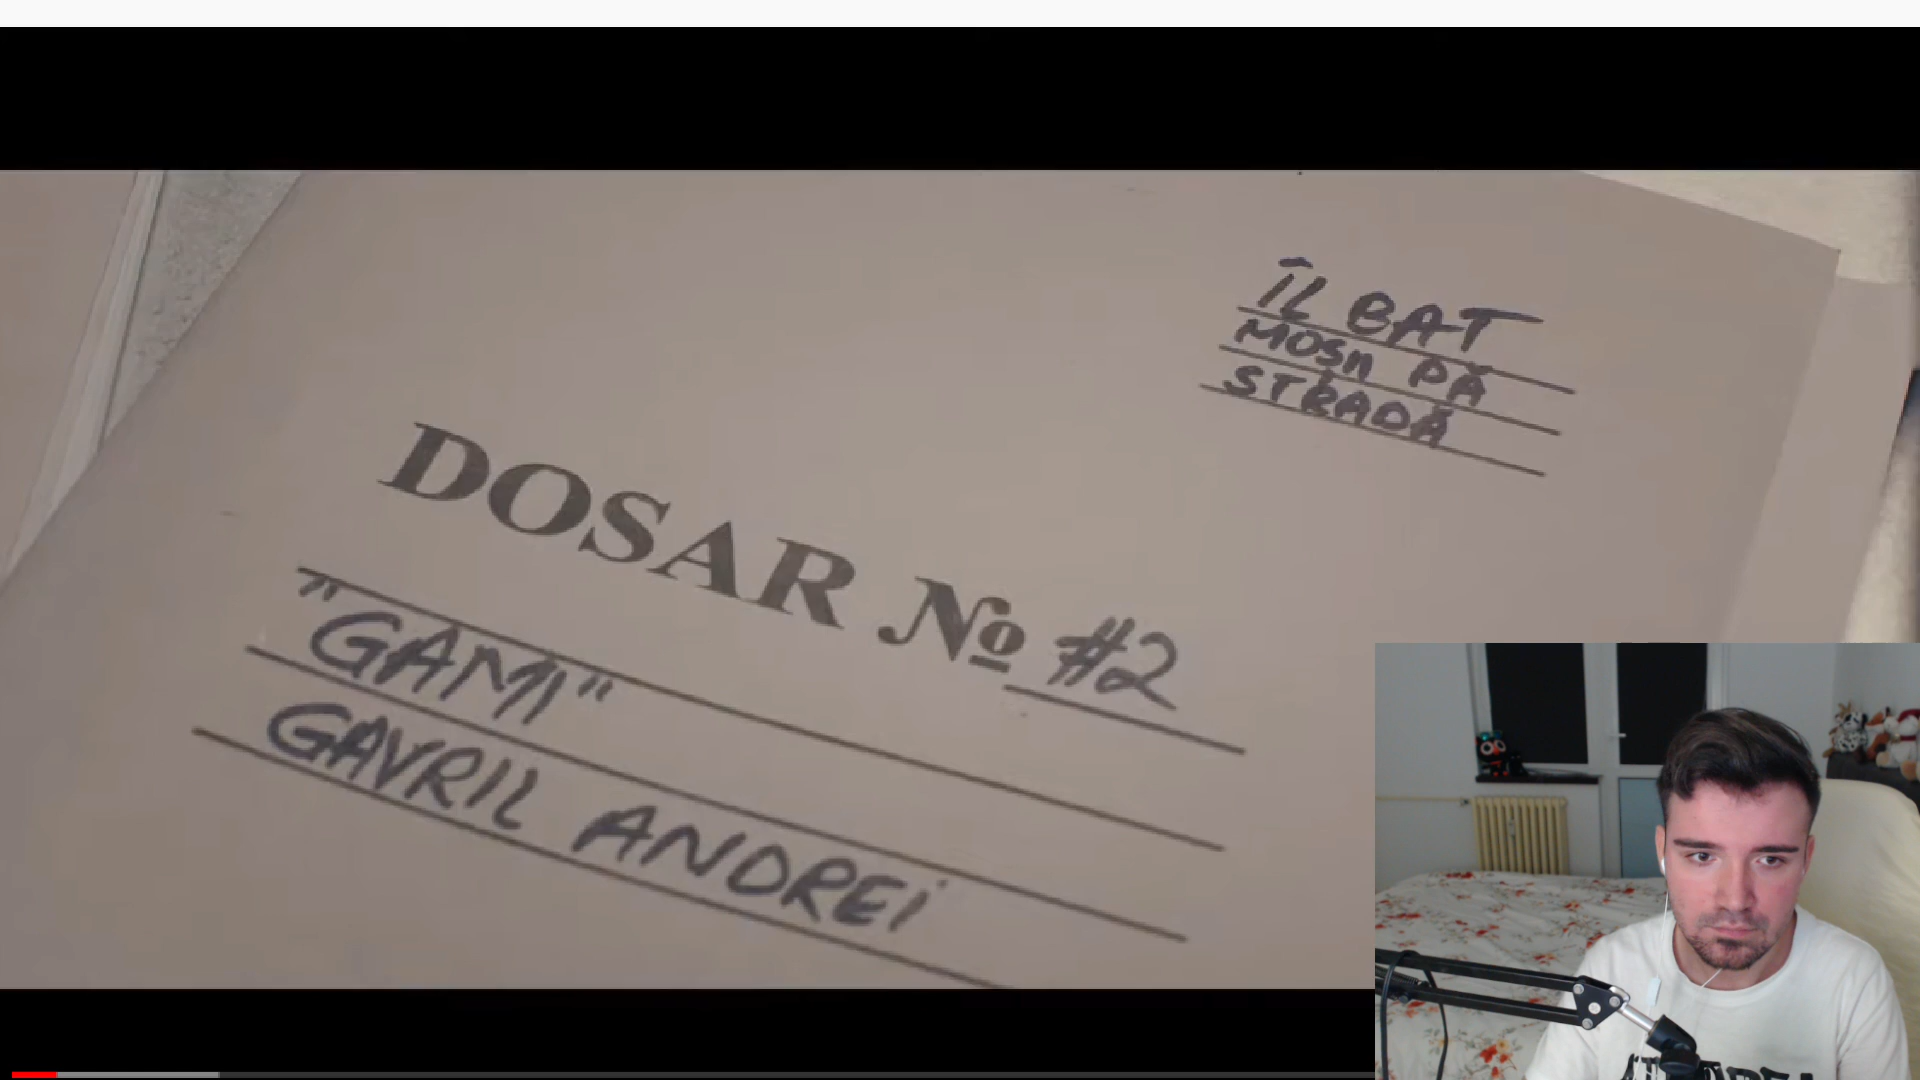 ÎL BAT
MOȘII PĂ
STRADĂ
DOSAR № #2
"GAMI"
GAVRIL ANDREI